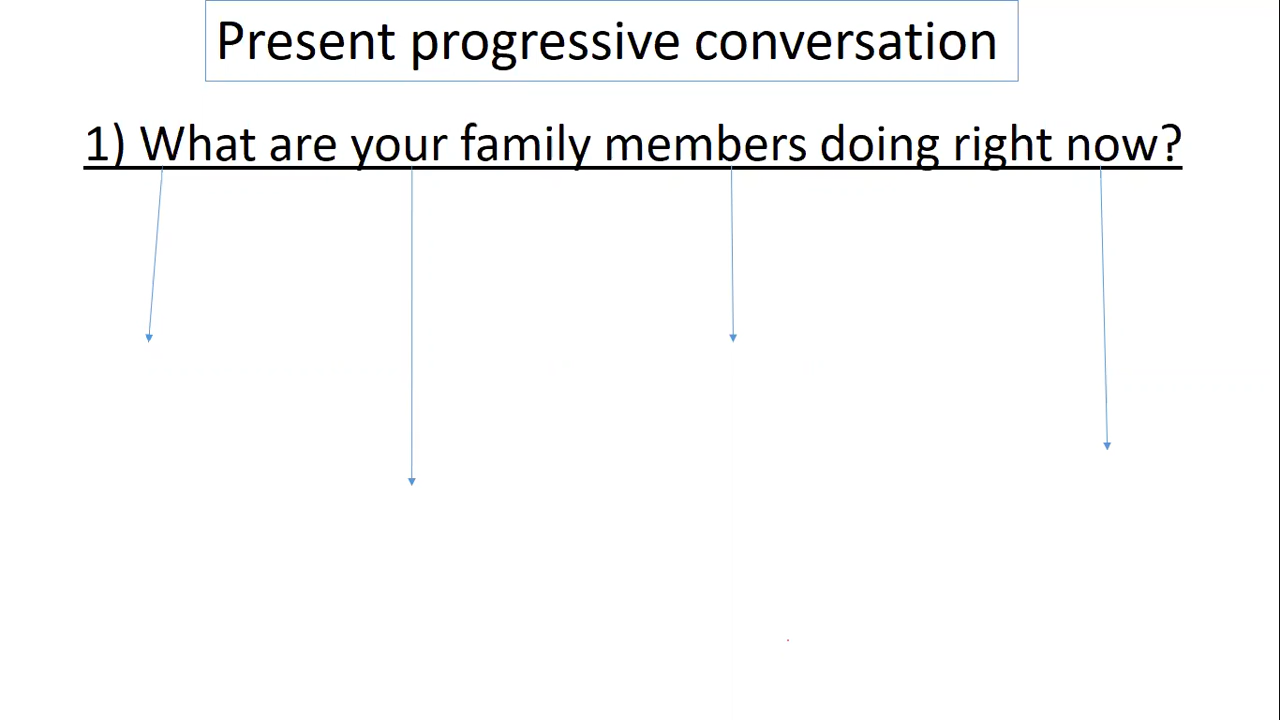 Present progressive conversation
1) What are your family members doing right now?